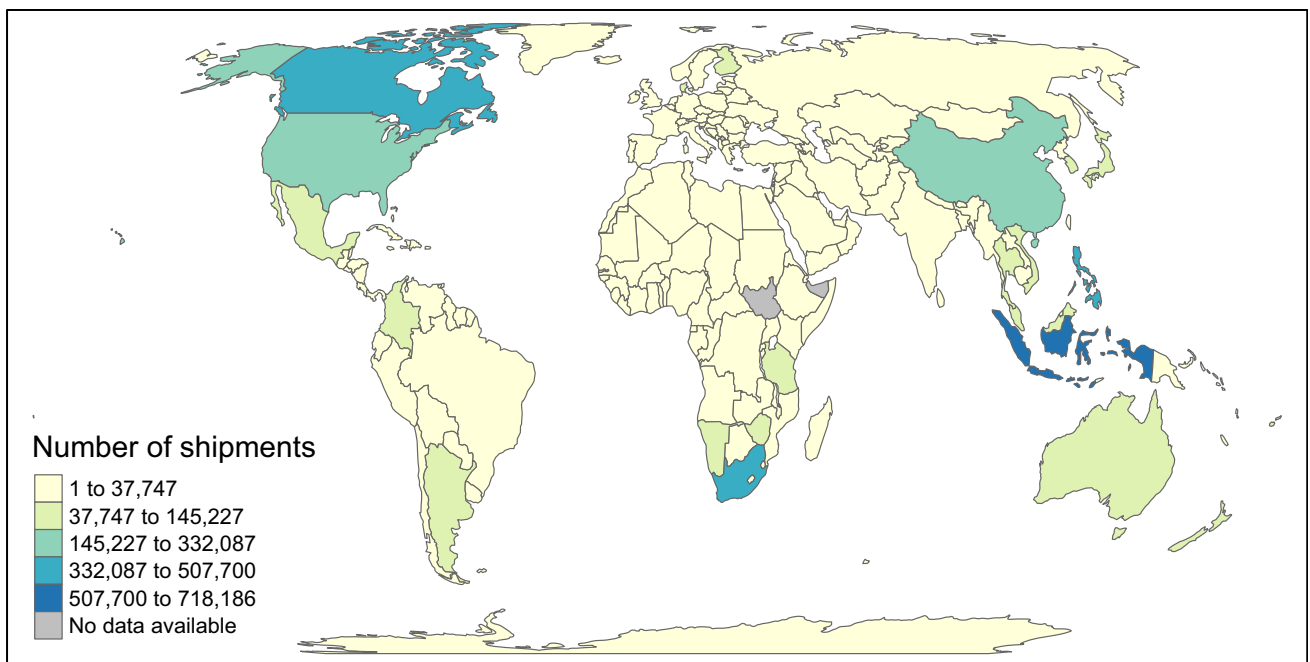 Number of shipments
1 to 37,747
37,747 to 145,227
145,227 to 332,087
332,087 to 507,700
507,700 to 718,186
No data available